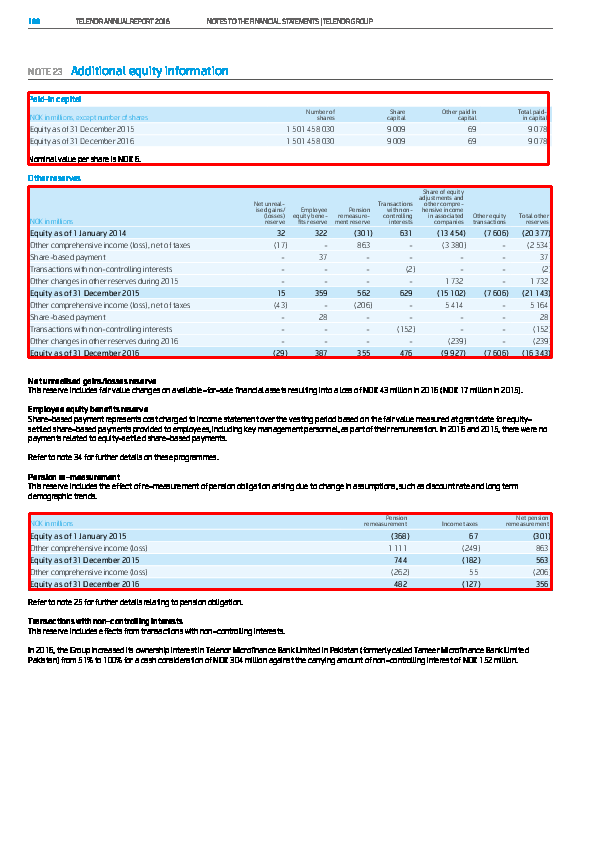 188 TELENOR ANNUAL REPORT 2016 NOTES TO THE FINANCIAL STATEMENTS | TELENOR GROUP
NOTE 23 Additional equity information
Paid-in capital
NOK in millions, except number of shares Number of shares Share capital Other paid in capital Total paid-in capital
Equity as of 31 December 2015 1 501 458 030 9 009 69 9 078
Equity as of 31 December 2016 1 501 458 030 9 009 69 9 078
Nominal value per share is NOK 6.
Other reserves
NOK in millions Net unreal-ised gains/(losses) reserve Employee equity bene-fits reserve Pension remeasure-ment reserve Transactions with non-controlling interests Share of equity adjustments and other compre-hensive income in associated companies Other equity transactions Total other reserves
Equity as of 1 January 2014 32 322 (301) 631 (13 454) (7 606) (20 377)
Other comprehensive income (loss), net of taxes (17) – 863 – (3 380) – (2 534
Share-based payment – 37 – – – – 37
Transactions with non-controlling interests – – – (2) – – (2
Other changes in other reserves during 2015 – – – – 1 732 – 1 732
Equity as of 31 December 2015 15 359 562 629 (15 102) (7 606) (21 143)
Other comprehensive income (loss), net of taxes (43) – (206) – 5 414 – 5 164
Share-based payment – 28 – – – – 28
Transactions with non-controlling interests – – – (152) – – (152
Other changes in other reserves during 2016 – – – – (239) – (239
Equity as of 31 December 2016 (29) 387 355 476 (9 927) (7 606) (16 343)
Net unrealised gains/losses reserve
This reserve includes fair value changes on available-for-sale financial assets resulting into a loss of NOK 43 million in 2016 (NOK 17 million in 2015).
Employee equity benefits reserve
Share-based payment represents cost charged to income statement over the vesting period based on the fair value measured at grant date for equity-
settled share-based payments provided to employees, including key management personnel, as part of their remuneration. In 2016 and 2015, there were no
payments related to equity-settled share-based payments.
Refer to note 34 for further details on these programmes.
Pension re-measurement
This reserve includes the effect of re-measurement of pension obligation arising due to change in assumptions, such as discount rate and long term
demographic trends.
NOK in millions Pension remeasurement Income taxes Net pension remeasurement
Equity as of 1 January 2015 (368) 67 (301)
Other comprehensive income (loss) 1 111 (249) 863
Equity as of 31 December 2015 744 (182) 563
Other comprehensive income (loss) (262) 55 (206
Equity as of 31 December 2016 482 (127) 356
Refer to note 25 for further details relating to pension obligation.
Transactions with non-controlling interests
This reserve includes effects from transactions with non-controlling interests.
In 2016, the Group increased its ownership interest in Telenor Microfinance Bank Limited in Pakistan (formerly called Tameer Microfinance Bank Limited
Pakistan) from 51% to 100% for a cash consideration of NOK 304 million against the carrying amount of non-controlling interest of NOK 152 million.